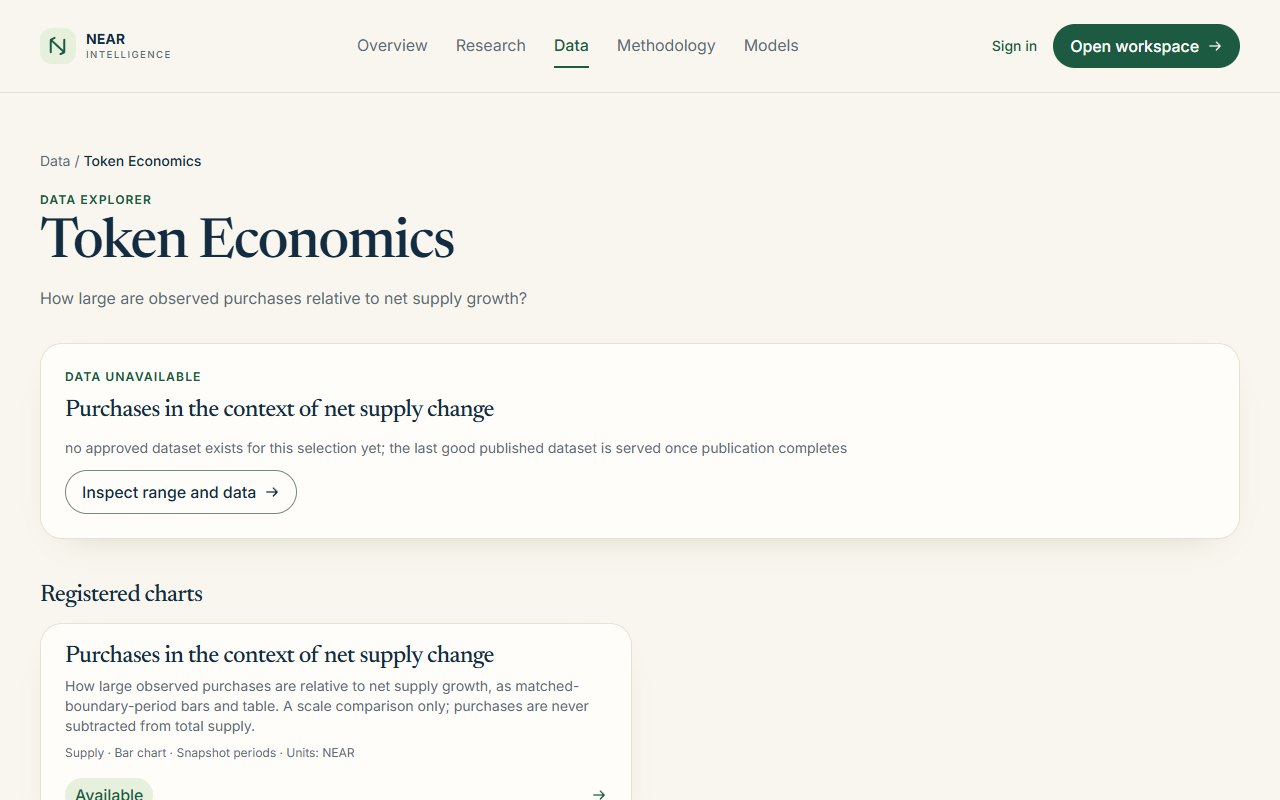 NEAR
INTELLIGENCE
Overview
Research
Data
Methodology
Models
Sign in
Open workspace →
Data / Token Economics
DATA EXPLORER
Token Economics
How large are observed purchases relative to net supply growth?
DATA UNAVAILABLE
Purchases in the context of net supply change
no approved dataset exists for this selection yet; the last good published dataset is served once publication completes
Inspect range and data →
Registered charts
Purchases in the context of net supply change
How large observed purchases are relative to net supply growth, as matched-
boundary-period bars and table. A scale comparison only; purchases are never
subtracted from total supply.
Supply · Bar chart · Snapshot periods · Units: NEAR
Available →